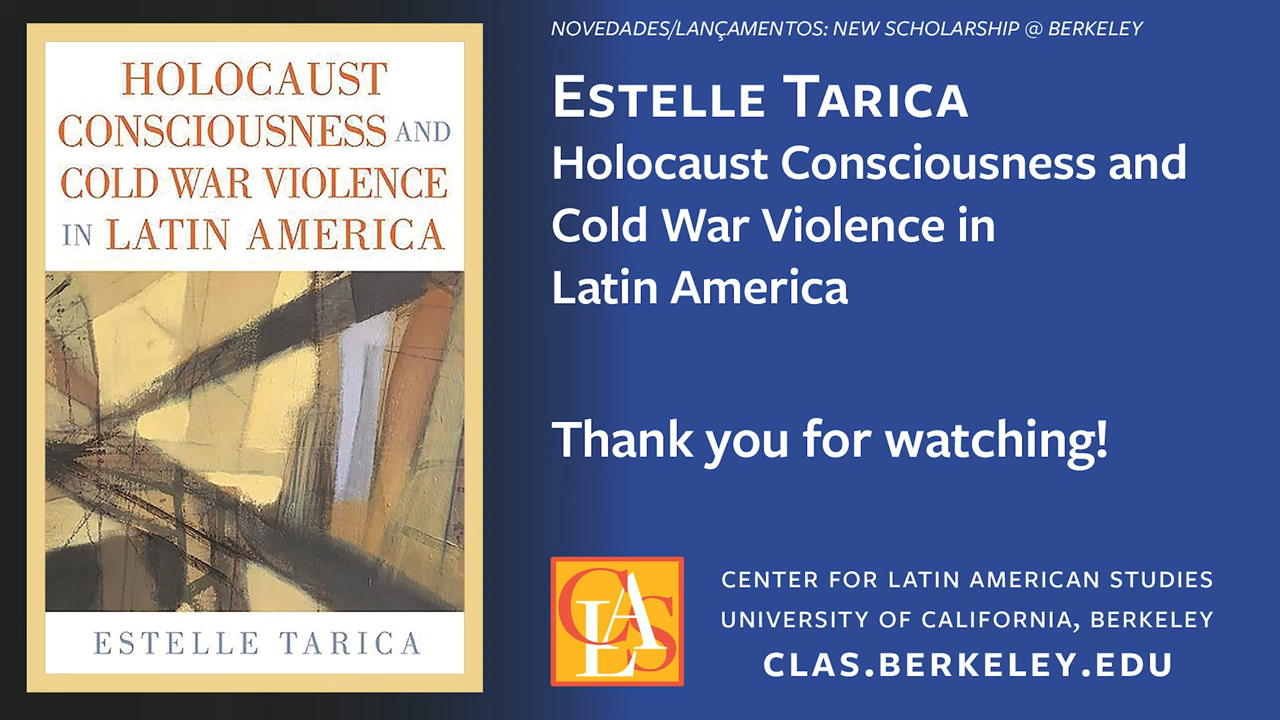 HOLOCAUST
CONSCIOUSNESS AND
COLD WAR VIOLENCE
IN LATIN AMERICA
ESTELLE TARICA
NOVEDADES/LANÇAMENTOS: NEW SCHOLARSHIP @ BERKELEY
ESTELLE TARICA
Holocaust Consciousness and
Cold War Violence in
Latin America
Thank you for watching!
CLAS
CENTER FOR LATIN AMERICAN STUDIES
UNIVERSITY OF CALIFORNIA, BERKELEY
CLAS.BERKELEY.EDU